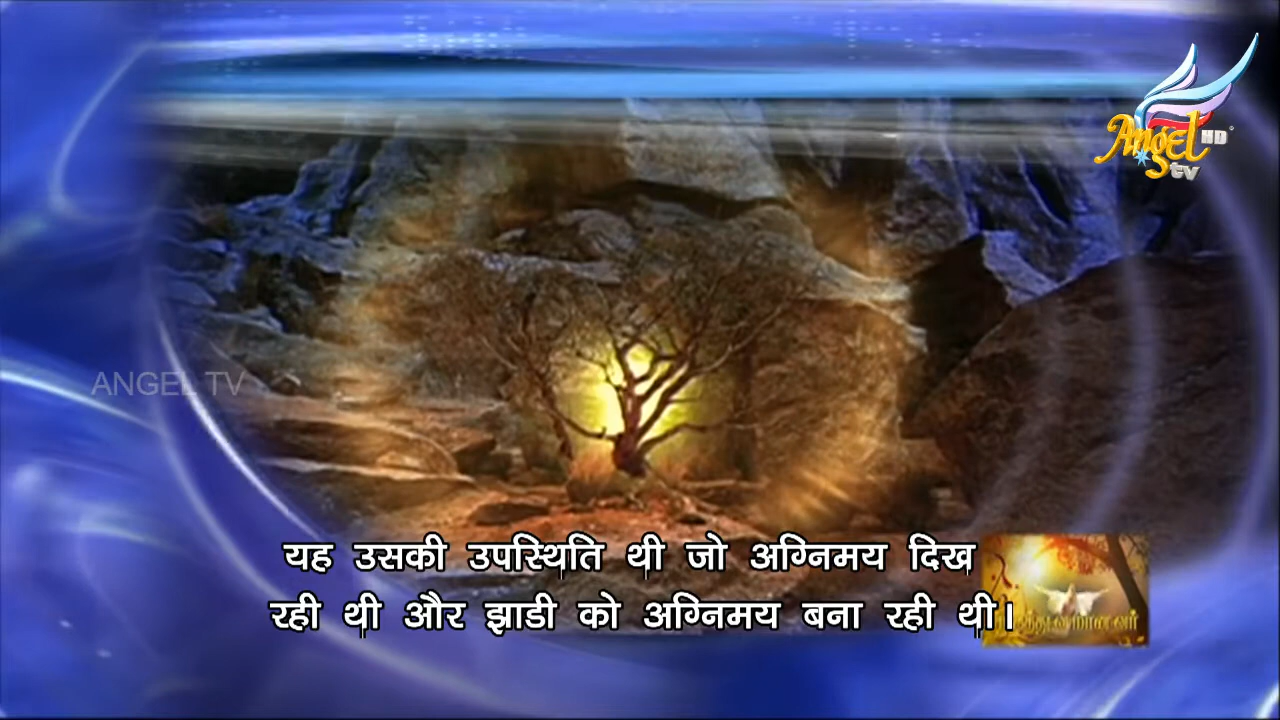 Angel HD
tv
ANGEL TV
यह उसकी उपस्थिति थी जो अग्निमय दिख
रही थी और झाडी को अग्निमय बना रही थी।